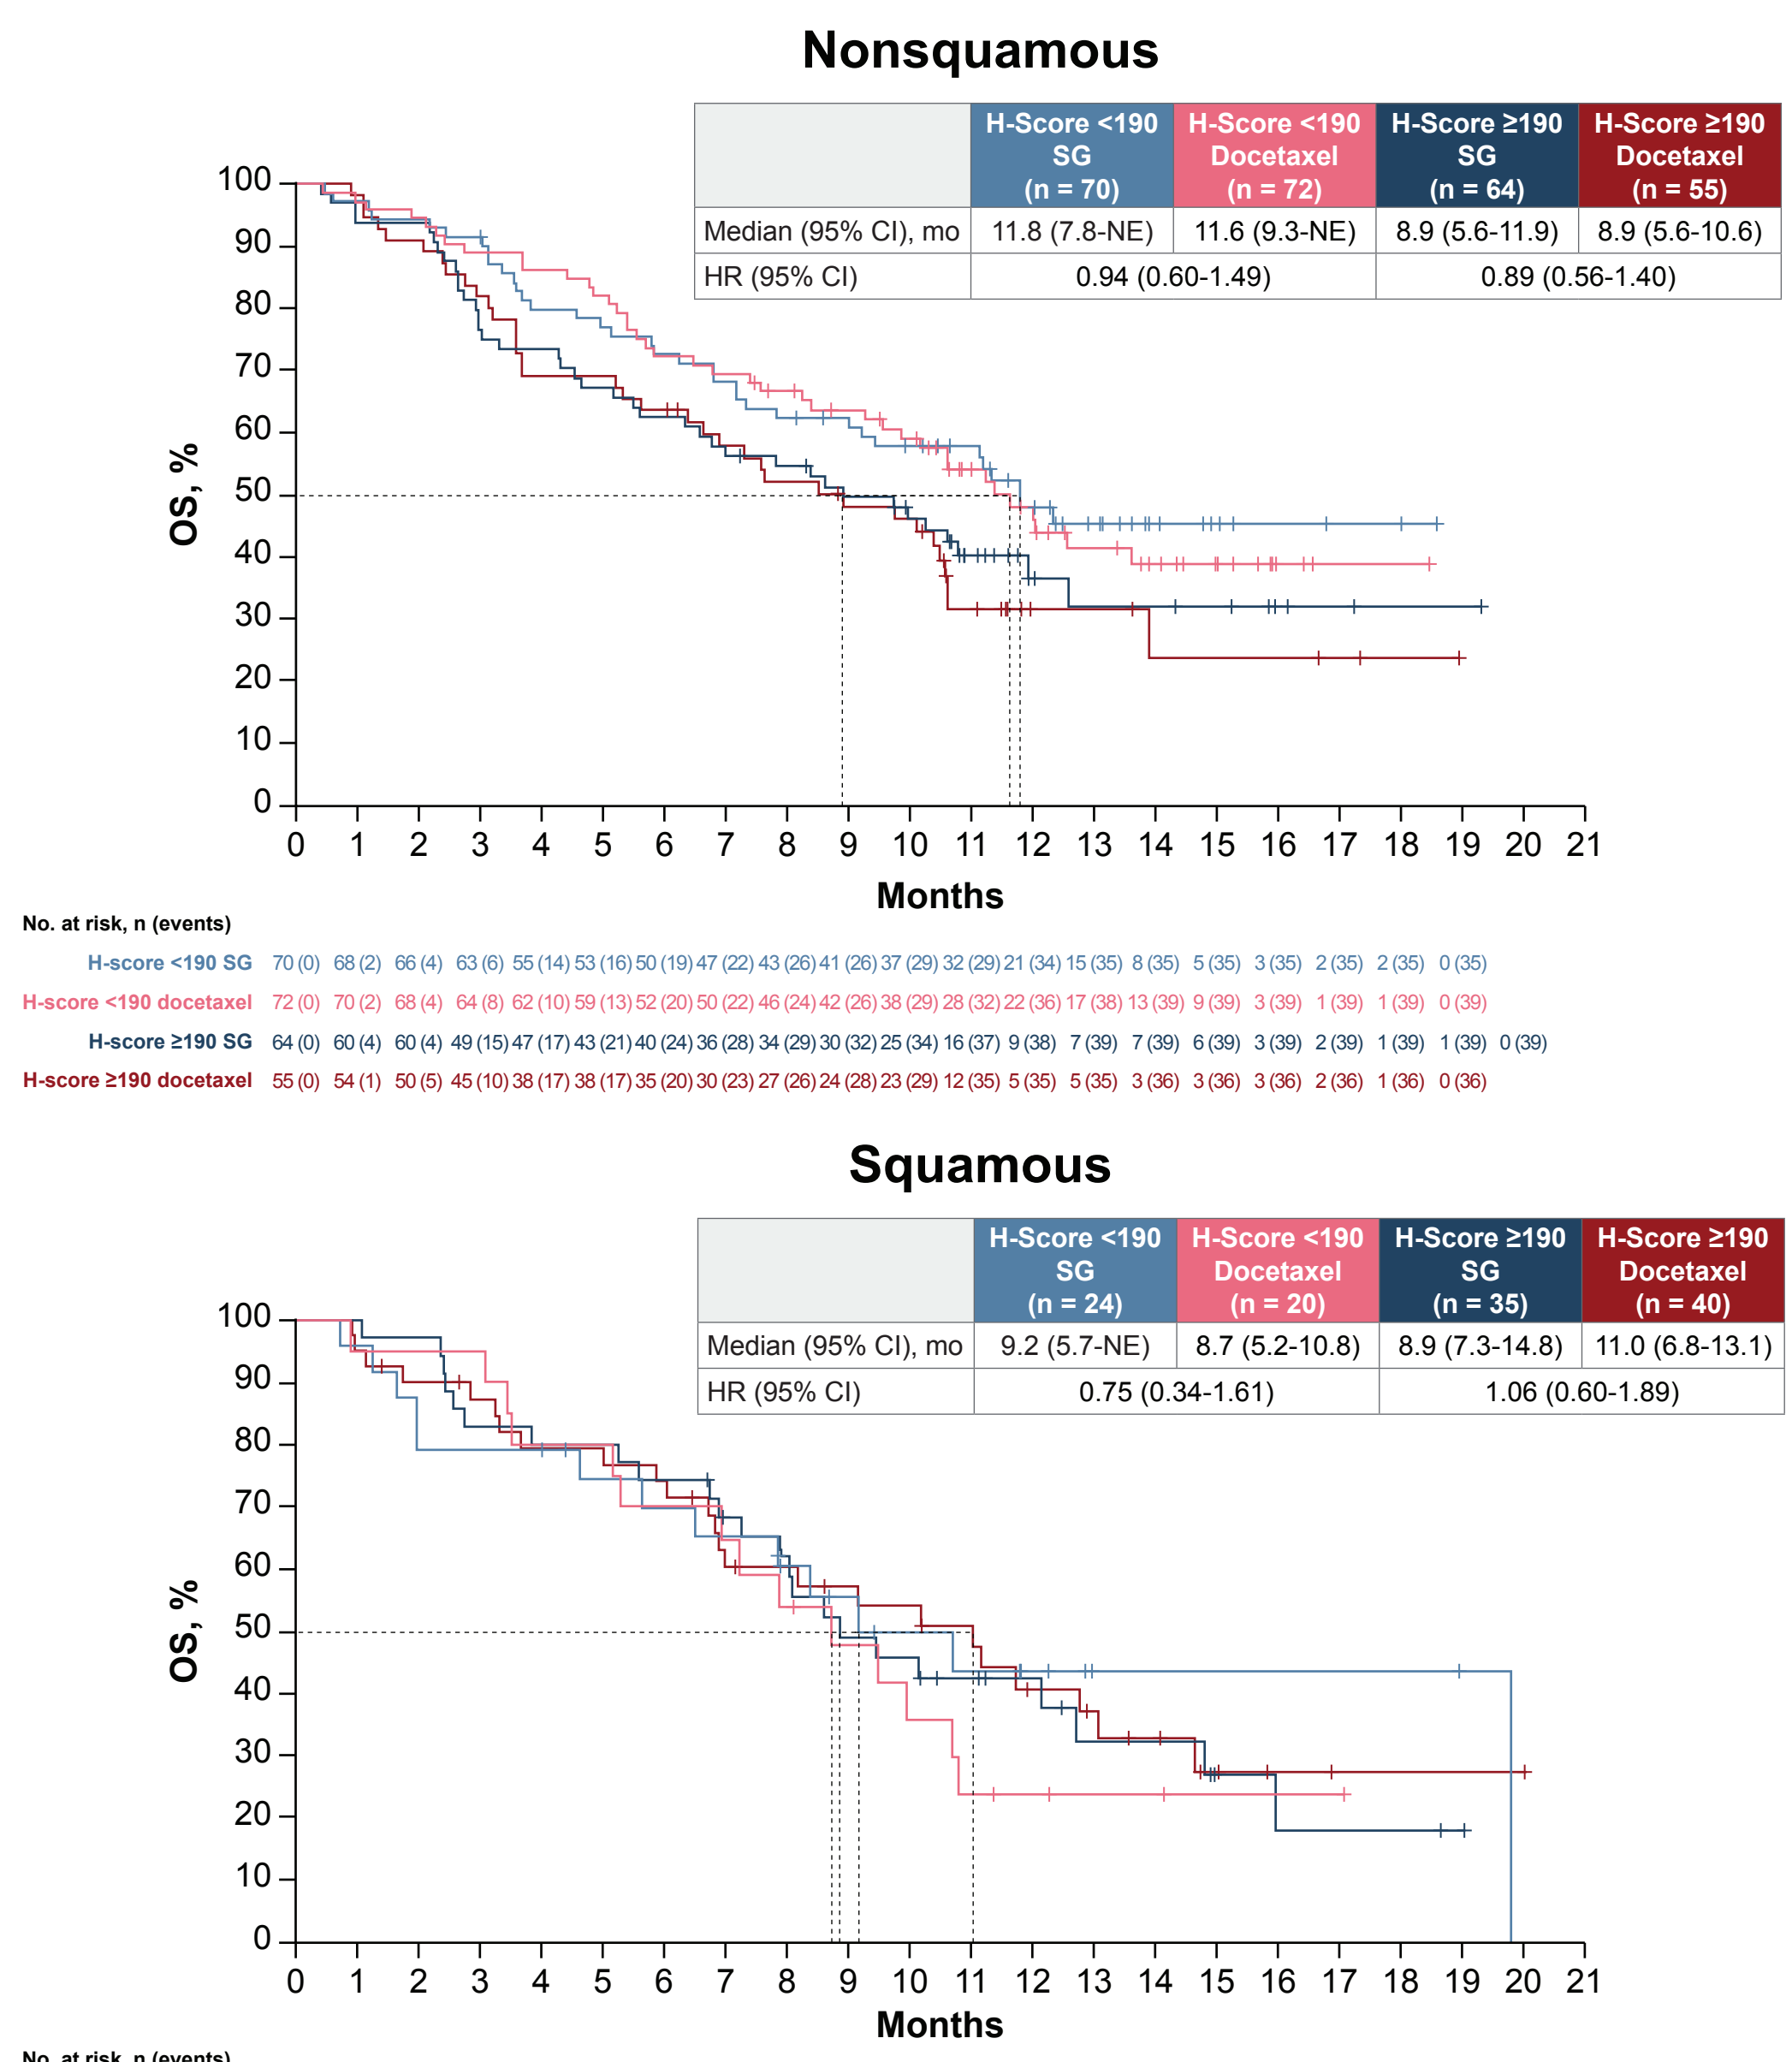 Nonsquamous
H-Score <190 SG (n = 70) H-Score <190 Docetaxel (n = 72) H-Score ≥190 SG (n = 64) H-Score ≥190 Docetaxel (n = 55)
Median (95% CI), mo 11.8 (7.8-NE) 11.6 (9.3-NE) 8.9 (5.6-11.9) 8.9 (5.6-10.6)
HR (95% CI) 0.94 (0.60-1.49) 0.89 (0.56-1.40)
OS, %
100
90
80
70
60
50
40
30
20
10
0
0 1 2 3 4 5 6 7 8 9 10 11 12 13 14 15 16 17 18 19 20 21
Months
No. at risk, n (events)
H-score <190 SG 70 (0) 68 (2) 66 (4) 63 (6) 55 (14) 53 (16) 50 (19) 47 (22) 43 (26) 41 (26) 37 (29) 32 (29) 21 (34) 15 (35) 8 (35) 5 (35) 3 (35) 2 (35) 2 (35) 0 (35)
H-score <190 docetaxel 72 (0) 70 (2) 68 (4) 64 (8) 62 (10) 59 (13) 52 (20) 50 (22) 46 (24) 42 (26) 38 (29) 28 (32) 22 (36) 17 (38) 13 (39) 9 (39) 3 (39) 1 (39) 1 (39) 0 (39)
H-score ≥190 SG 64 (0) 60 (4) 60 (4) 49 (15) 47 (17) 43 (21) 40 (24) 36 (28) 34 (29) 30 (32) 25 (34) 16 (37) 9 (38) 7 (39) 7 (39) 6 (39) 3 (39) 2 (39) 1 (39) 1 (39) 0 (39)
H-score ≥190 docetaxel 55 (0) 54 (1) 50 (5) 45 (10) 38 (17) 38 (17) 35 (20) 30 (23) 27 (26) 24 (28) 23 (29) 12 (35) 5 (35) 5 (35) 3 (36) 3 (36) 3 (36) 2 (36) 1 (36) 0 (36)
Squamous
H-Score <190 SG (n = 24) H-Score <190 Docetaxel (n = 20) H-Score ≥190 SG (n = 35) H-Score ≥190 Docetaxel (n = 40)
Median (95% CI), mo 9.2 (5.7-NE) 8.7 (5.2-10.8) 8.9 (7.3-14.8) 11.0 (6.8-13.1)
HR (95% CI) 0.75 (0.34-1.61) 1.06 (0.60-1.89)
OS, %
100
90
80
70
60
50
40
30
20
10
0
0 1 2 3 4 5 6 7 8 9 10 11 12 13 14 15 16 17 18 19 20 21
Months
No. at risk, n (events)